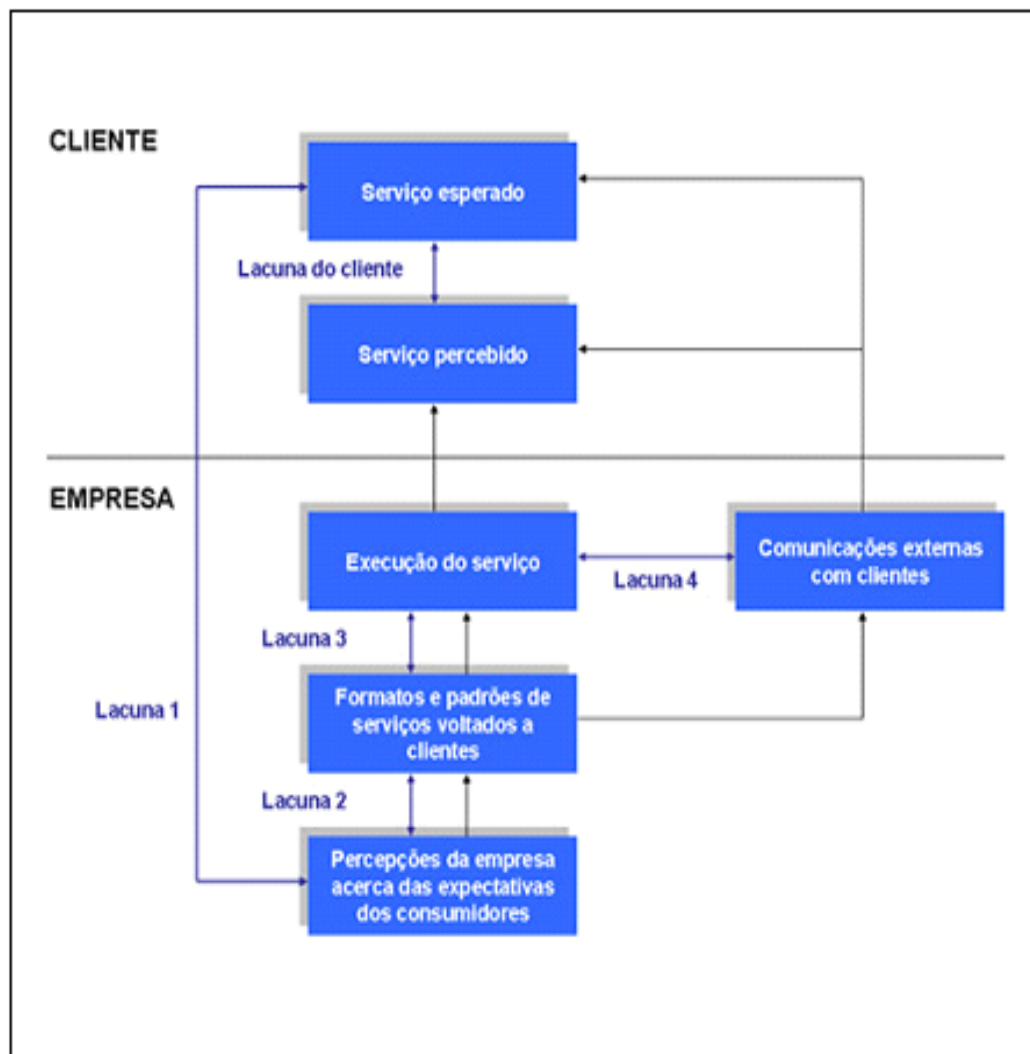 CLIENTE
Serviço esperado
Lacuna do cliente
Serviço percebido
EMPRESA
Execução do serviço
Comunicações externas
com clientes
Lacuna 4
Lacuna 3
Formatos e padrões de
serviços voltados a
clientes
Lacuna 1
Lacuna 2
Percepções da empresa
acerca das expectativas
dos consumidores